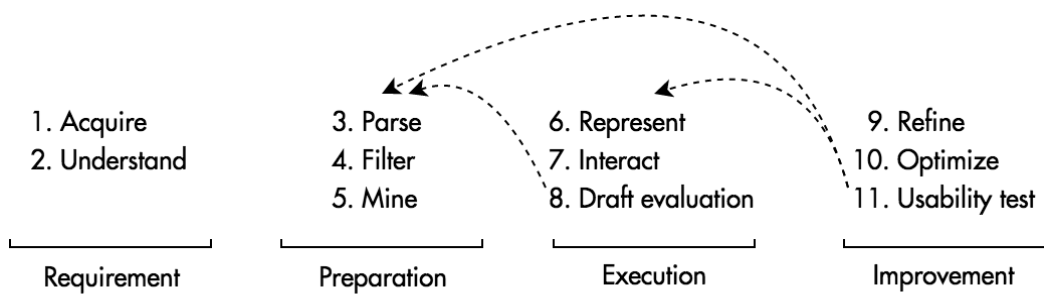 1. Acquire
2. Understand
3. Parse
4. Filter
5. Mine
6. Represent
7. Interact
8. Draft evaluation
9. Refine
10. Optimize
11. Usability test
Requirement
Preparation
Execution
Improvement